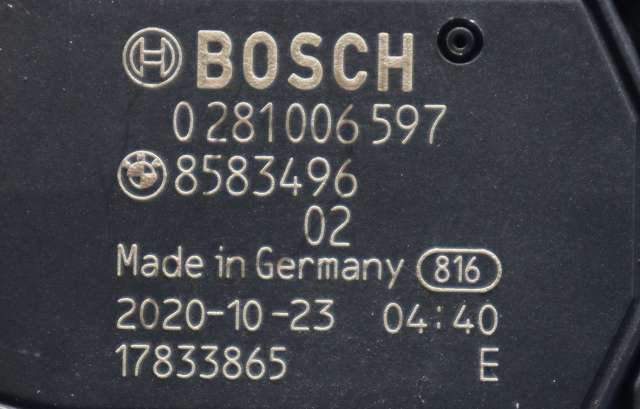 BOSCH
0 281 006 597
8583496
02
Made in Germany 816
2020-10-23 04:40
17833865 E